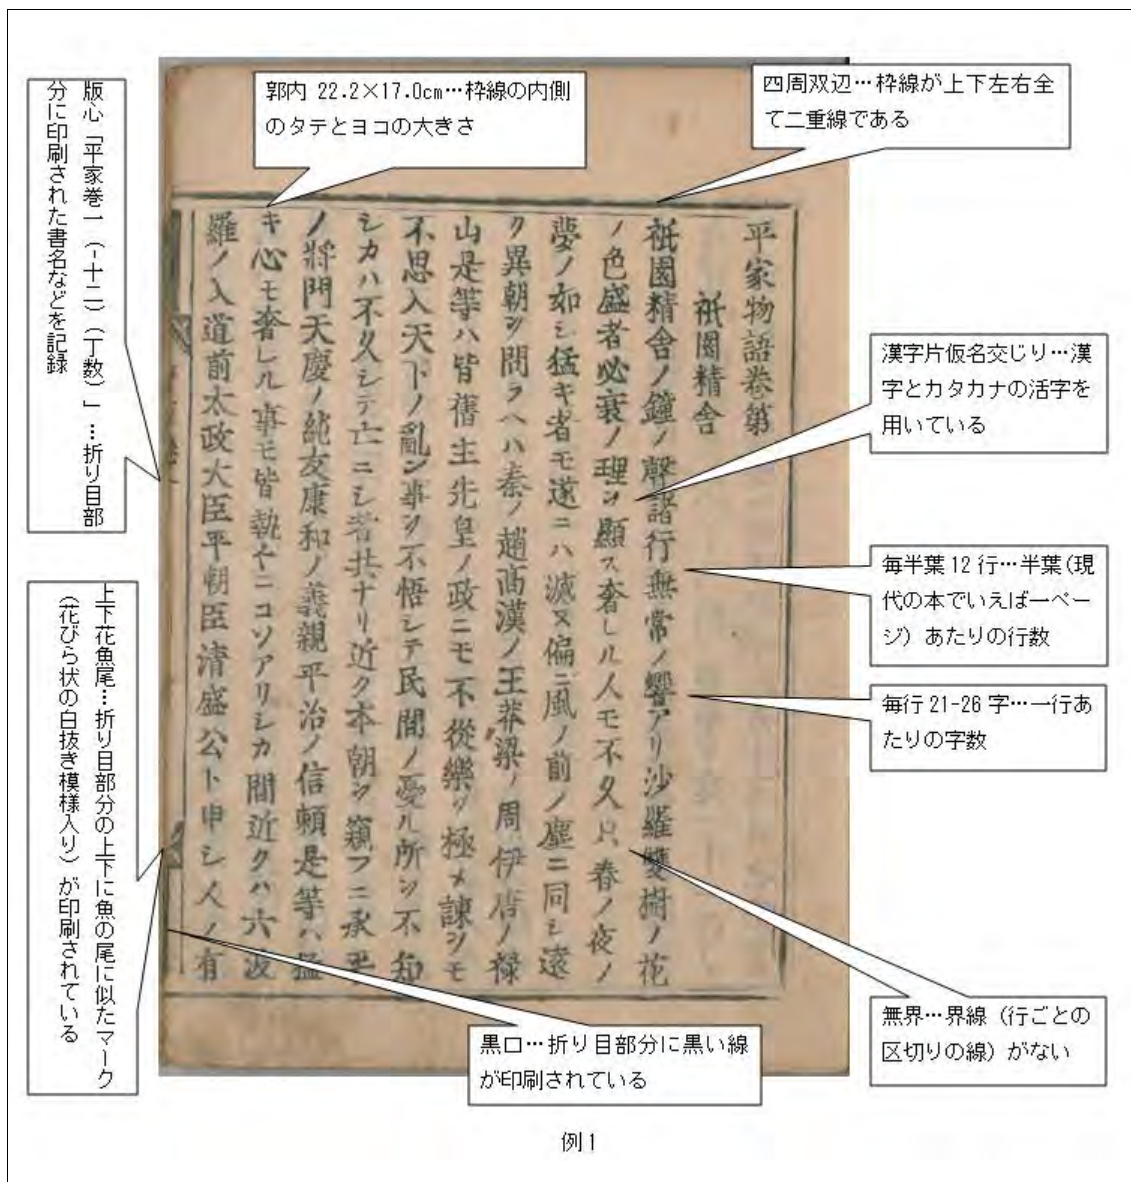 郭内 22.2×17.0cm…枠線の内側
のタテとヨコの大きさ
四周双辺…枠線が上下左右全
て二重線である
版心「平家巻一（-十二）（丁数）」…折り目部
分に印刷された書名などを記録
平家物語卷第
祇園精舎
祇園精舎ノ鐘ノ聲諸行無常ノ響アリ沙羅雙樹ノ花
ノ色盛者必衰ノ理ヲ顯ス奢レル人モ不久只春ノ夜ノ
夢ノ如シ猛キ者モ遂ニハ滅又偏ニ風ノ前ノ塵ニ同シ遠
ク異朝ヲ問ラヘハ秦ノ趙高漢ノ王莽梁ノ周伊唐ノ禄
山是等ハ皆舊主先皇ノ政ニモ不從樂ヲ極メ諫ヲモ
不思入天下ノ亂ン事ヲ不悟シテ民間ノ憂ル所ヲ不知
シカハ不久シテ亡ニシ者共ナリ近ク本朝ヲ窺フニ承平
ノ將門天慶ノ純友康和ノ義親平治ノ信頼是等ハ猛
キ心モ奢レル事モ皆執々ニコソアリシカ間近クハ六波
羅ノ入道前太政大臣平朝臣清盛公ト申シ人ノ有
漢字片仮名交じり…漢
字とカタカナの活字を
用いている
毎半葉 12 行…半葉（現
代の本でいえば一ペー
ジ）あたりの行数
毎行 21-26 字…一行あ
たりの字数
上下花魚尾…折り目部分の上下に魚の尾に似たマーク
（花びら状の白抜き模様入り）が印刷されている
無界…界線（行ごとの
区切りの線）がない
黒口…折り目部分に黒い線
が印刷されている
例1